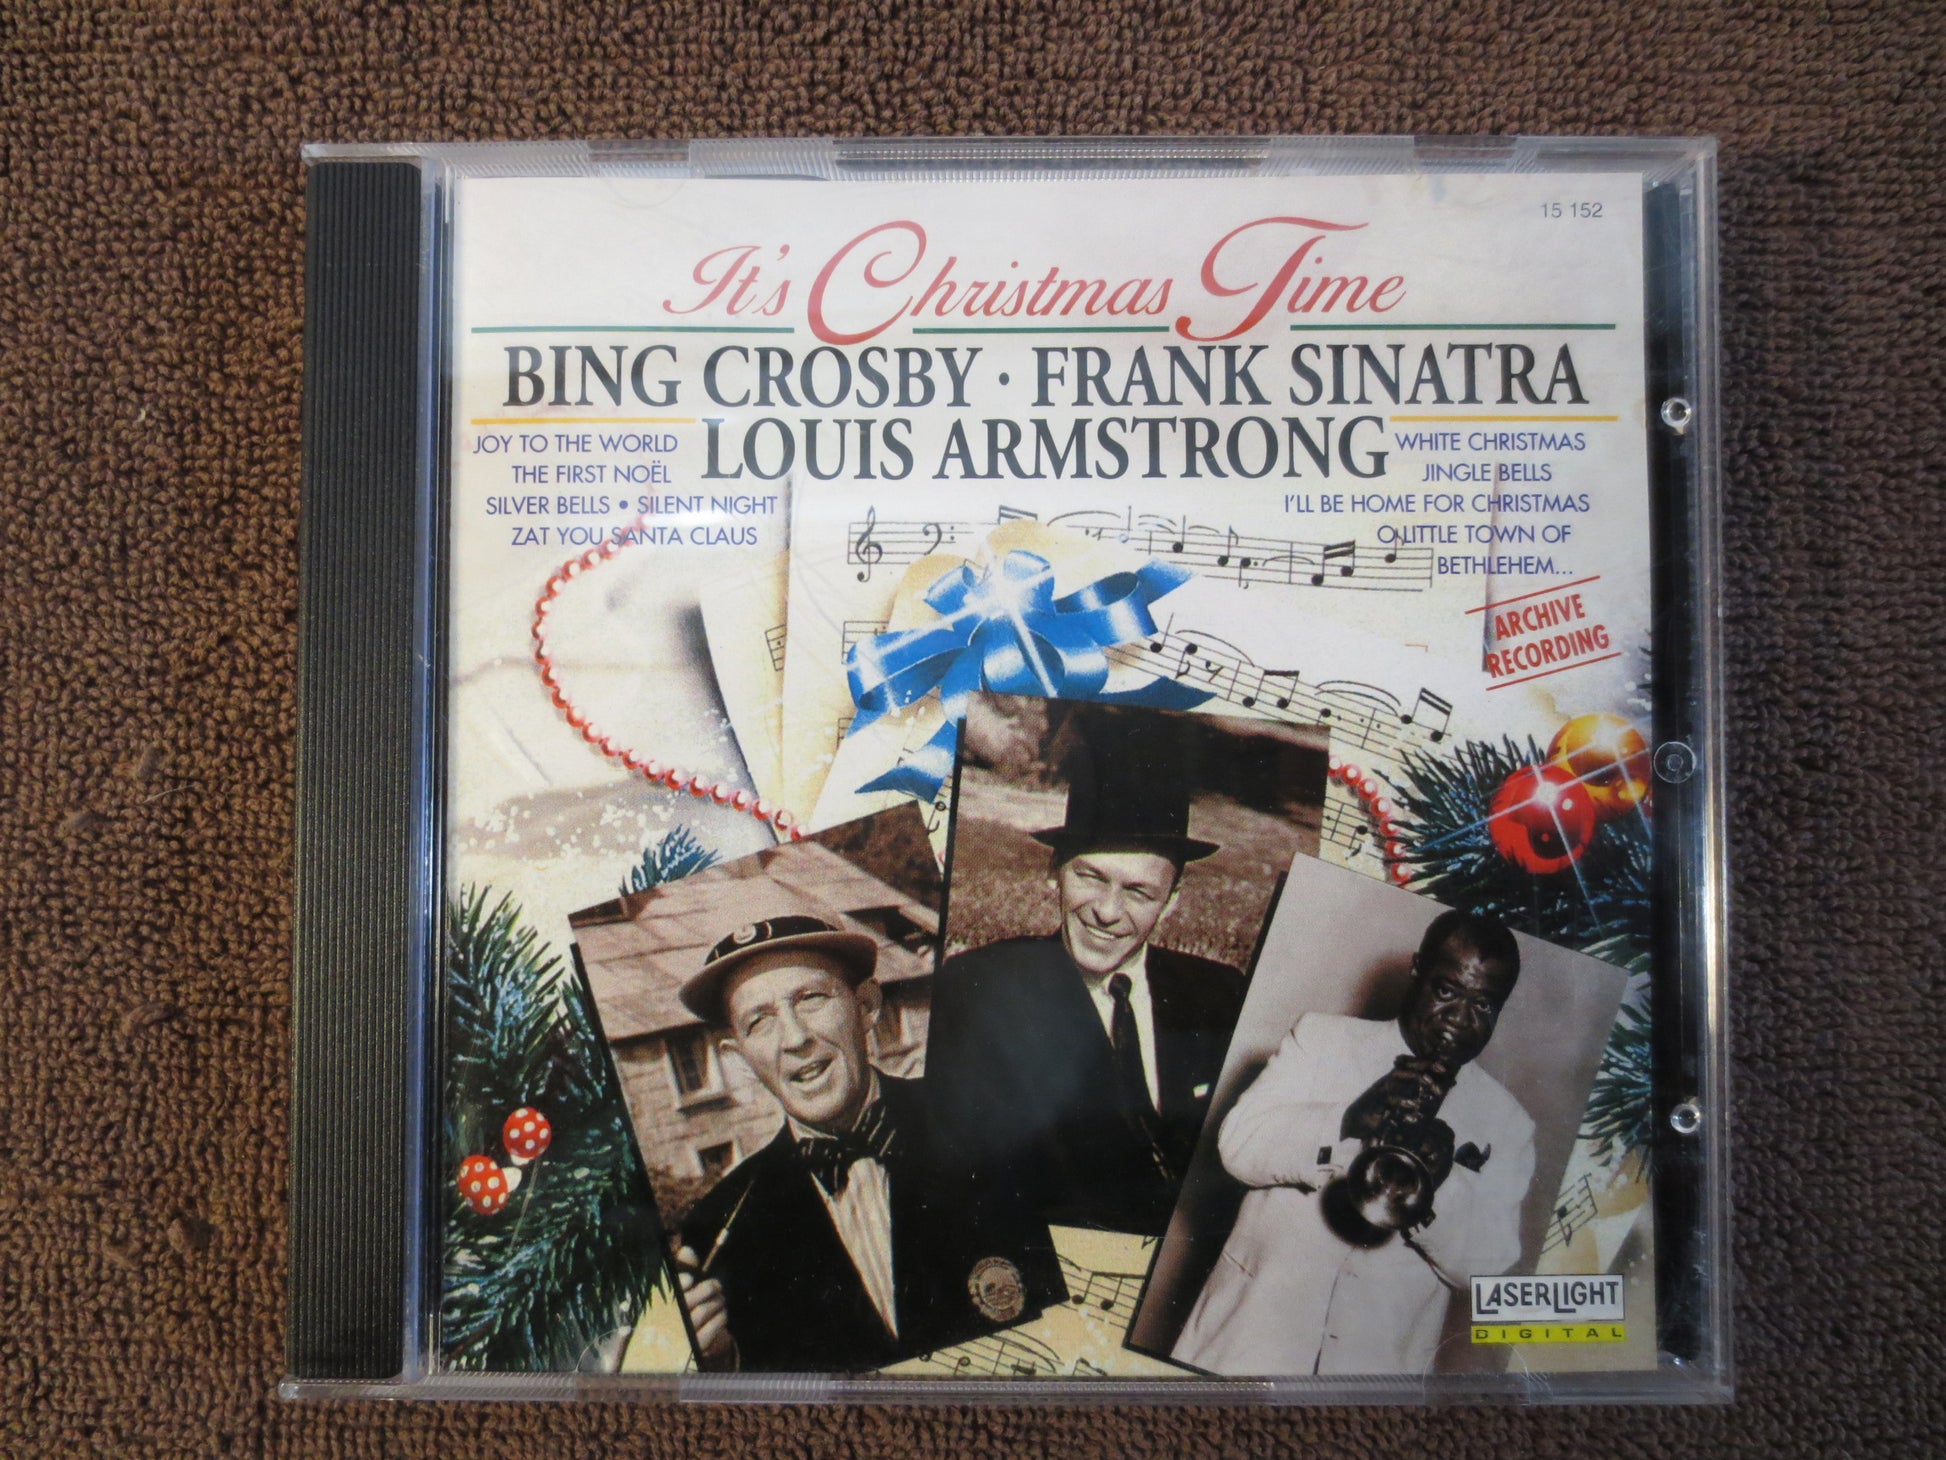 15 152
It's Christmas Time
BING CROSBY · FRANK SINATRA
LOUIS ARMSTRONG
JOY TO THE WORLD
THE FIRST NOËL
SILVER BELLS • SILENT NIGHT
ZAT YOU SANTA CLAUS
WHITE CHRISTMAS
JINGLE BELLS
I'LL BE HOME FOR CHRISTMAS
O LITTLE TOWN OF
BETHLEHEM...
ARCHIVE
RECORDING
LASERLIGHT
DIGITAL